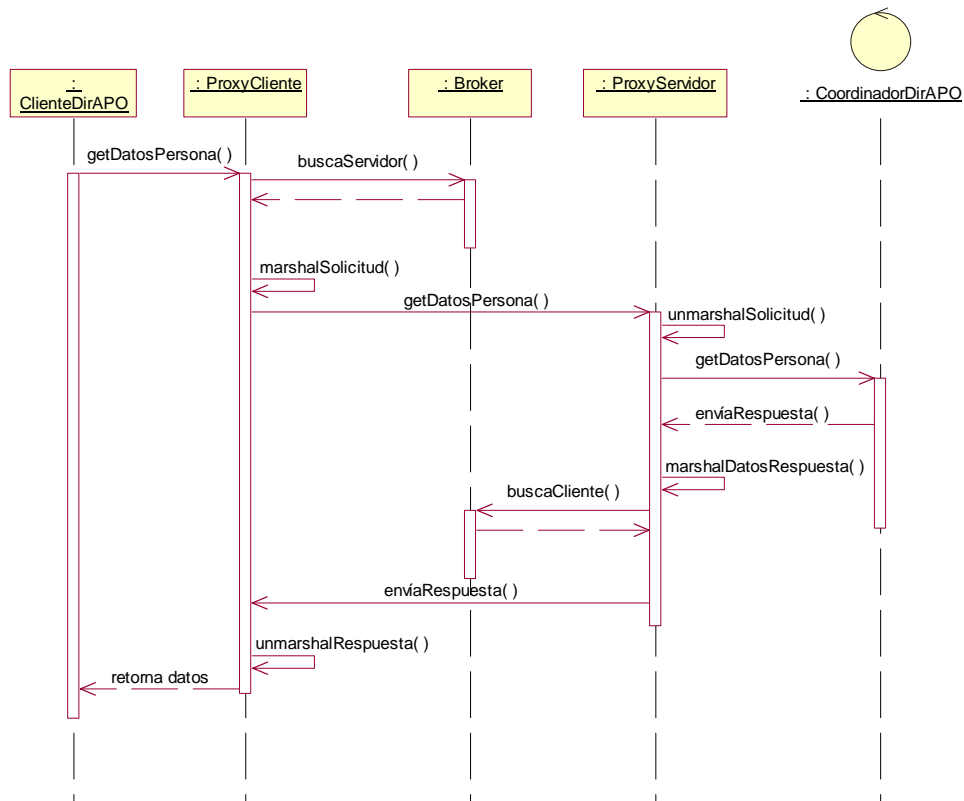 :
ClienteDirAPO
: ProxyCliente
: Broker
: ProxyServidor
: CoordinadorDirAPO
getDatosPersona( )
buscaServidor( )
marshalSolicitud( )
getDatosPersona( )
unmarshalSolicitud( )
getDatosPersona( )
envíaRespuesta( )
marshalDatosRespuesta( )
buscaCliente( )
envíaRespuesta( )
unmarshalRespuesta( )
retorna datos